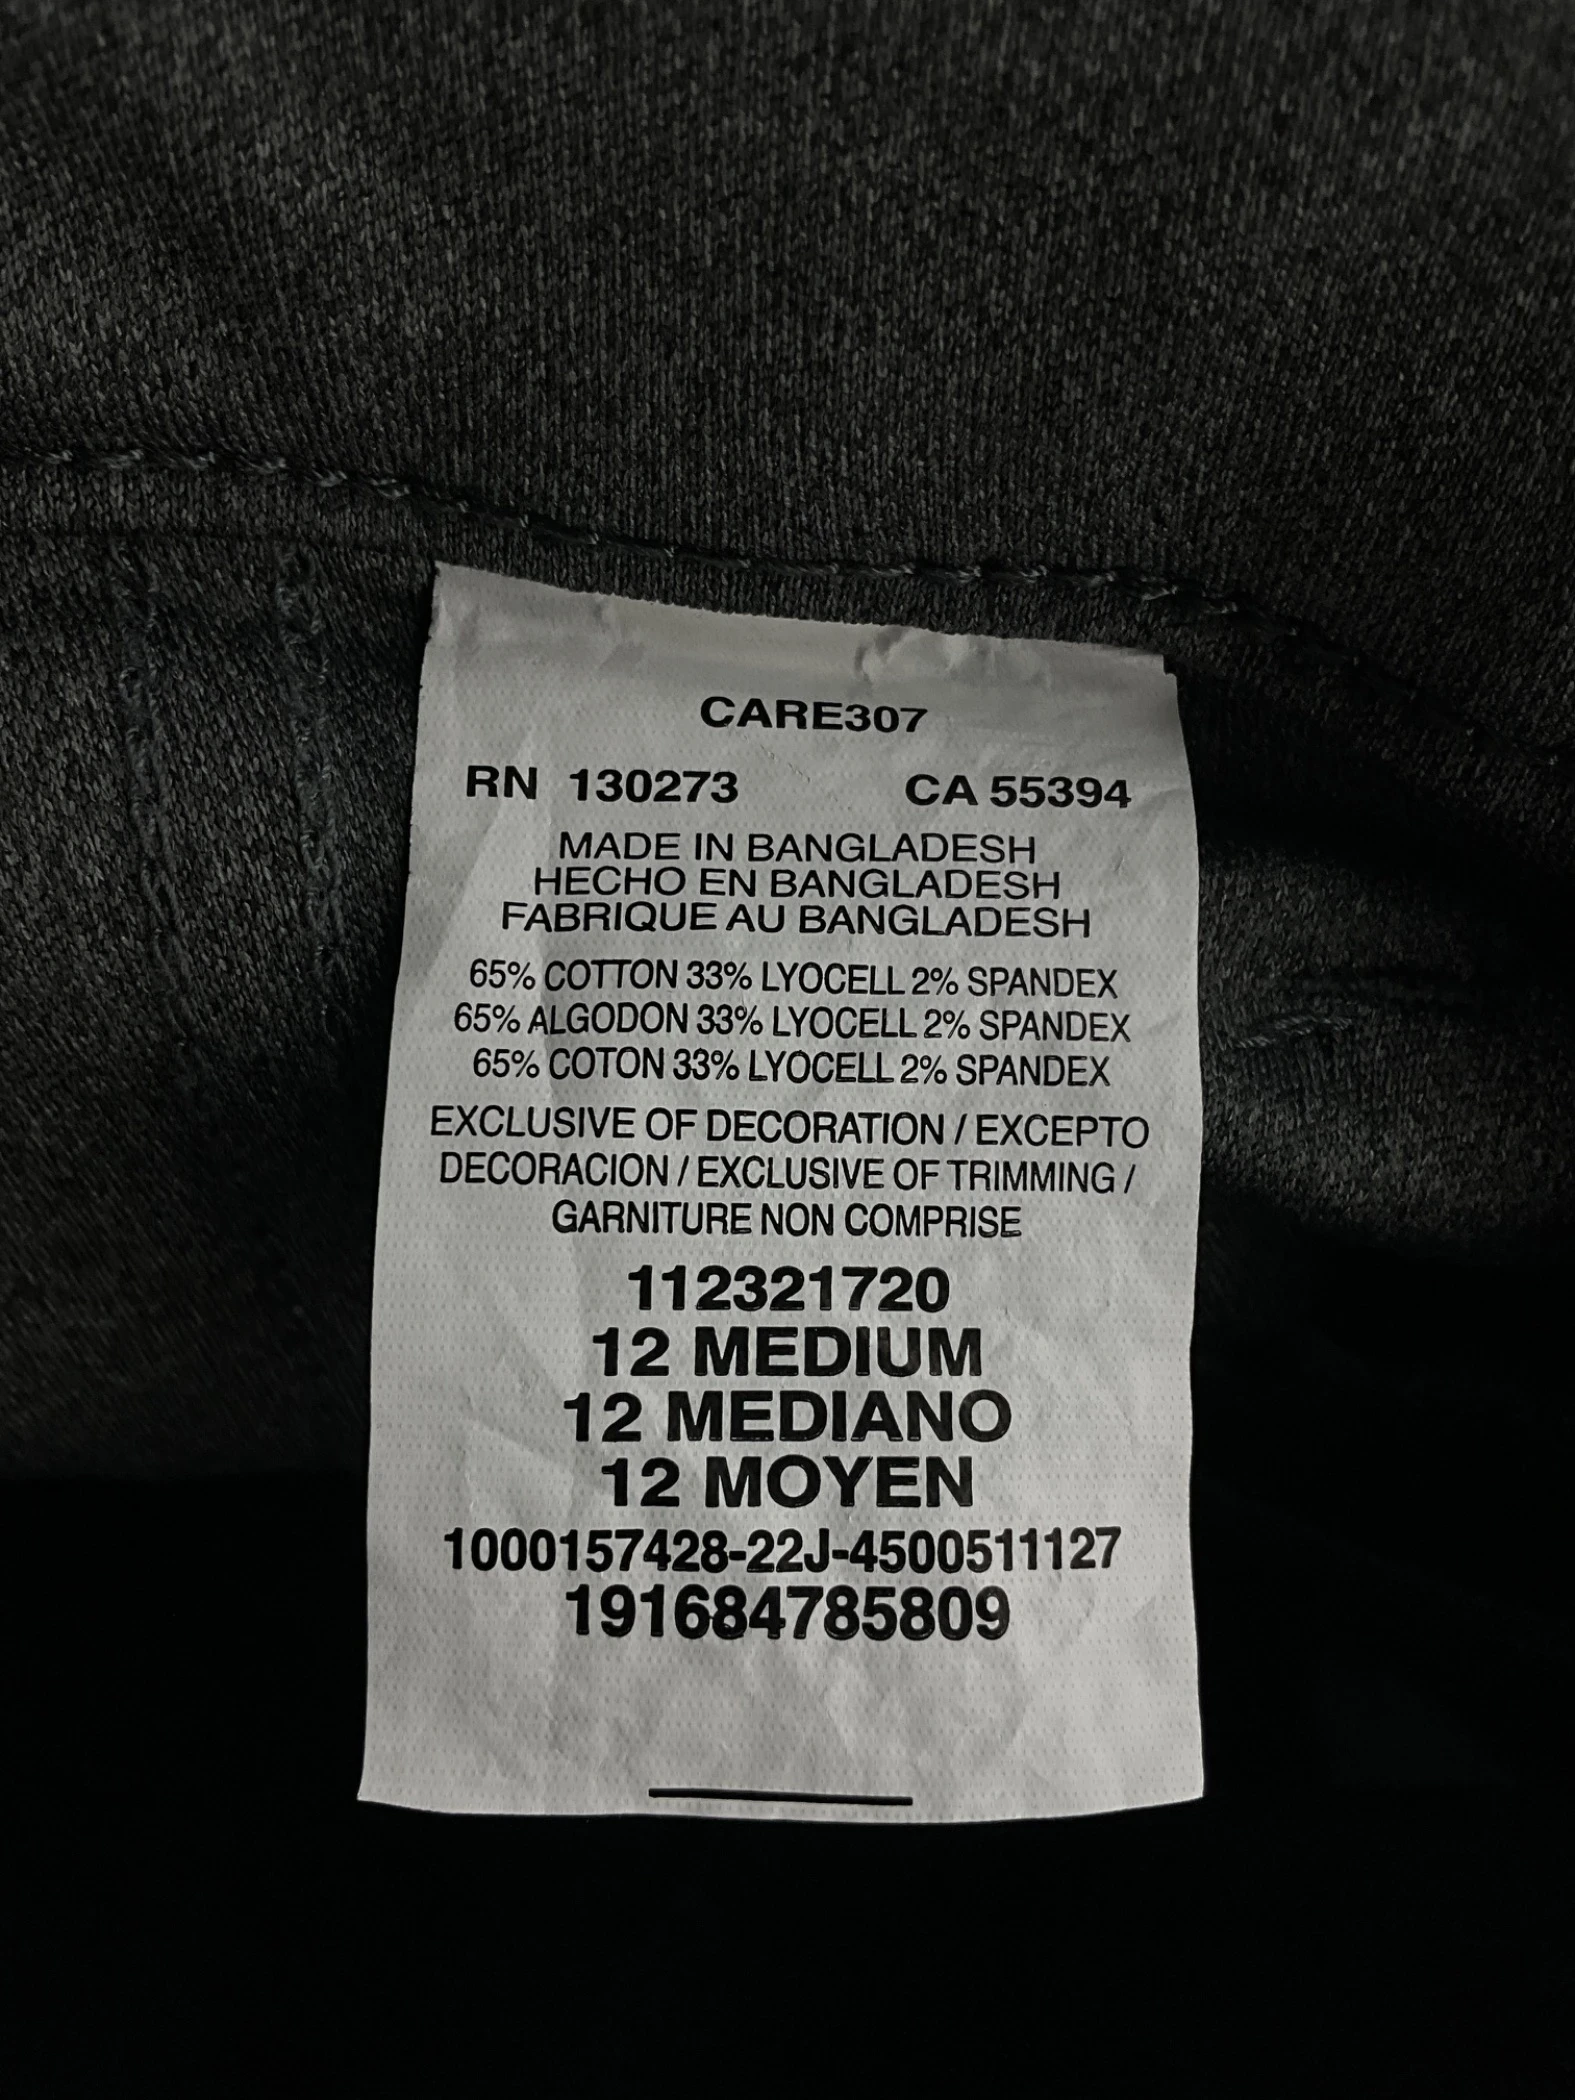 CARE307
RN 130273 CA 55394
MADE IN BANGLADESH
HECHO EN BANGLADESH
FABRIQUE AU BANGLADESH
65% COTTON 33% LYOCELL 2% SPANDEX
65% ALGODON 33% LYOCELL 2% SPANDEX
65% COTON 33% LYOCELL 2% SPANDEX
EXCLUSIVE OF DECORATION / EXCEPTO
DECORACION / EXCLUSIVE OF TRIMMING /
GARNITURE NON COMPRISE
112321720
12 MEDIUM
12 MEDIANO
12 MOYEN
1000157428-22J-4500511127
191684785809